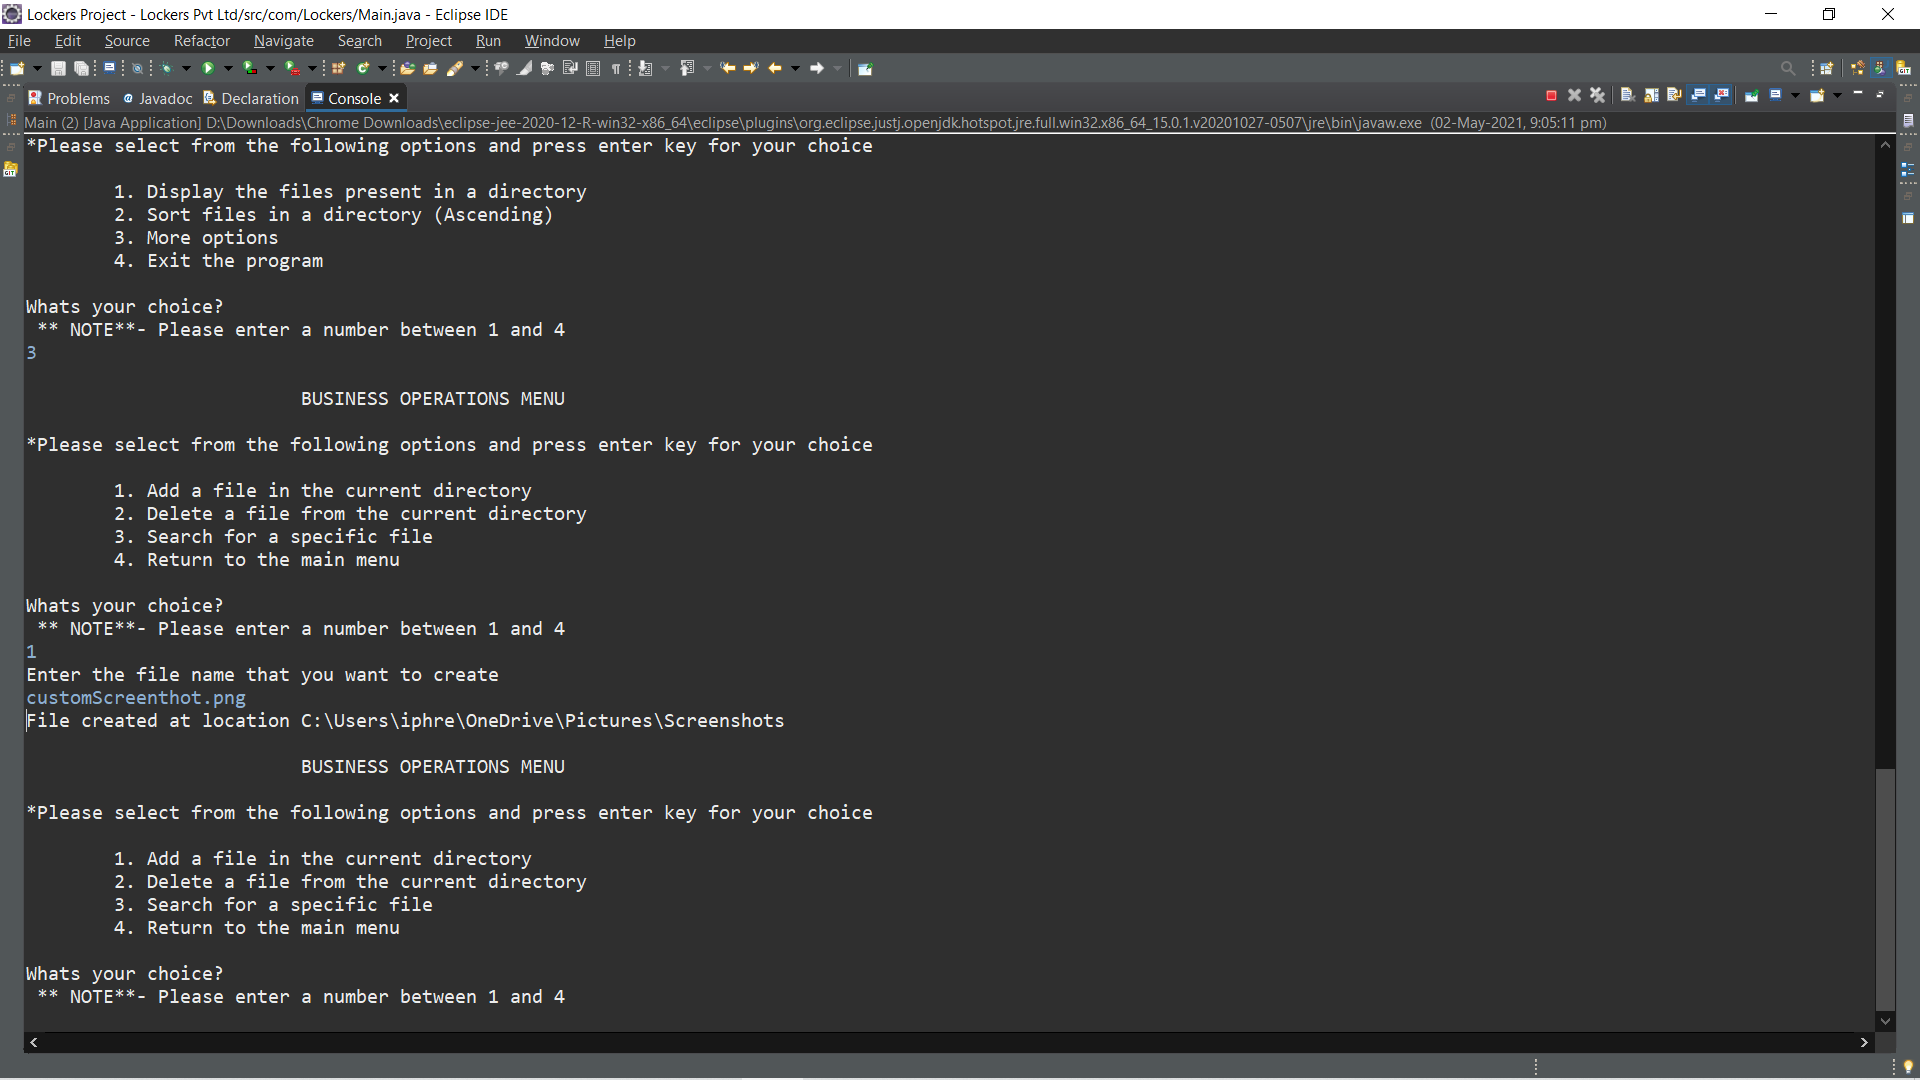 Lockers Project - Lockers Pvt Ltd/src/com/Lockers/Main.java - Eclipse IDE
File Edit Source Refactor Navigate Search Project Run Window Help
Problems Javadoc Declaration Console
Main (2) [Java Application] D:\Downloads\Chrome Downloads\eclipse-jee-2020-12-R-win32-x86_64\eclipse\plugins\org.eclipse.justj.openjdk.hotspot.jre.full.win32.x86_64_15.0.1.v20201027-0507\jre\bin\javaw.exe (02-May-2021, 9:05:11 pm)
*Please select from the following options and press enter key for your choice
1. Display the files present in a directory
2. Sort files in a directory (Ascending)
3. More options
4. Exit the program
Whats your choice?
** NOTE**- Please enter a number between 1 and 4
3
BUSINESS OPERATIONS MENU
*Please select from the following options and press enter key for your choice
1. Add a file in the current directory
2. Delete a file from the current directory
3. Search for a specific file
4. Return to the main menu
Whats your choice?
** NOTE**- Please enter a number between 1 and 4
1
Enter the file name that you want to create
customScreenthot.png
File created at location C:\Users\iphre\OneDrive\Pictures\Screenshots
BUSINESS OPERATIONS MENU
*Please select from the following options and press enter key for your choice
1. Add a file in the current directory
2. Delete a file from the current directory
3. Search for a specific file
4. Return to the main menu
Whats your choice?
** NOTE**- Please enter a number between 1 and 4